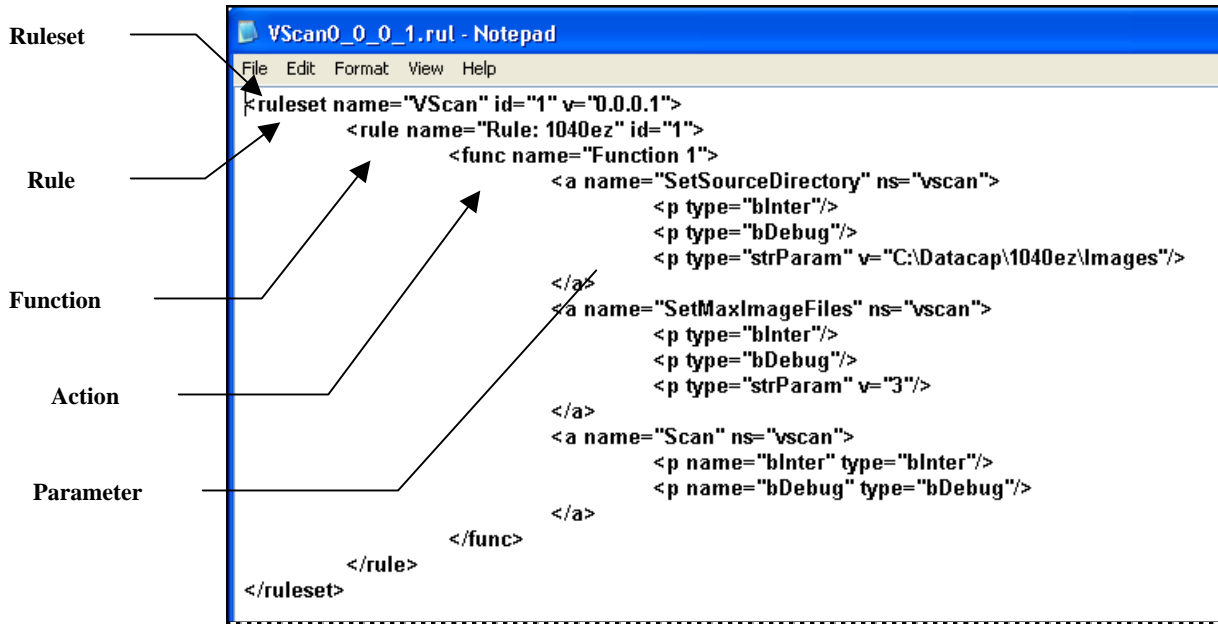 Ruleset
Rule
Function
Action
Parameter
VScan0_0_0_1.rul - Notepad
File Edit Format View Help
<ruleset name="VScan" id="1" v="0.0.0.1">
<rule name="Rule: 1040ez" id="1">
<func name="Function 1">
<a name="SetSourceDirectory" ns="vscan">
<p type="bInter"/>
<p type="bDebug"/>
<p type="strParam" v="C:\Datacap\1040ez\Images"/>
</a>
<a name="SetMaxImageFiles" ns="vscan">
<p type="bInter"/>
<p type="bDebug"/>
<p type="strParam" v="3"/>
</a>
<a name="Scan" ns="vscan">
<p name="bInter" type="bInter"/>
<p name="bDebug" type="bDebug"/>
</a>
</func>
</rule>
</ruleset>